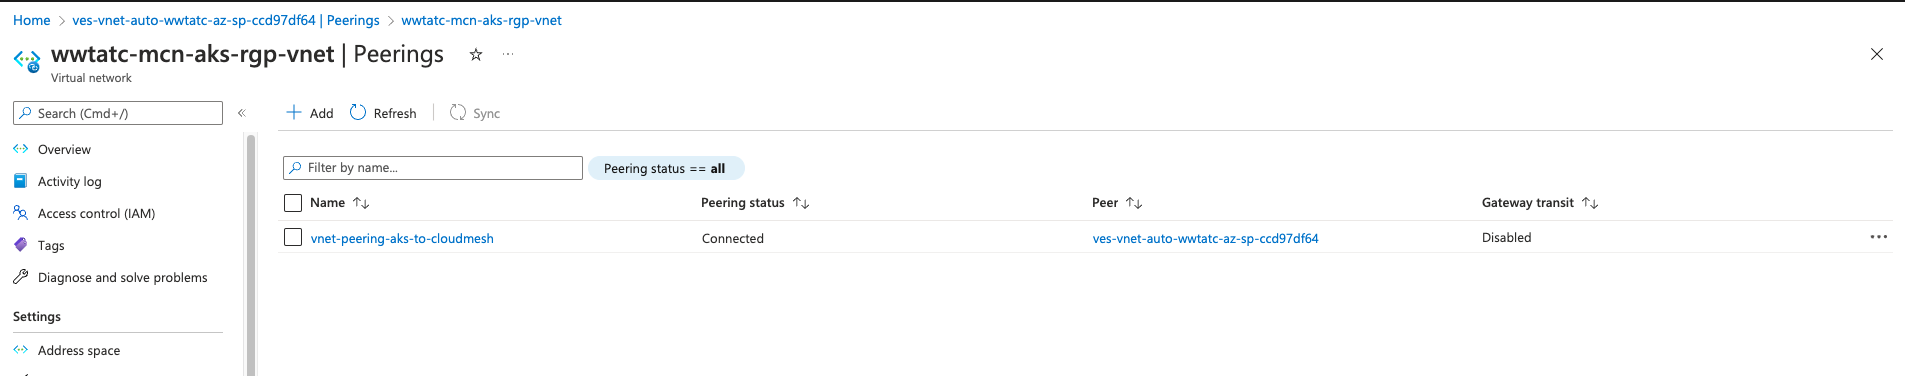 Home > ves-vnet-auto-wwtatc-az-sp-ccd97df64 | Peerings > wwtatc-mcn-aks-rgp-vnet
wwtatc-mcn-aks-rgp-vnet | Peerings
Virtual network
Search (Cmd+/)
Overview
Activity log
Access control (IAM)
Tags
Diagnose and solve problems
Settings
Address space
Add Refresh Sync
Filter by name...
Peering status == all
Name Peering status Peer Gateway transit
vnet-peering-aks-to-cloudmesh Connected ves-vnet-auto-wwtatc-az-sp-ccd97df64 Disabled